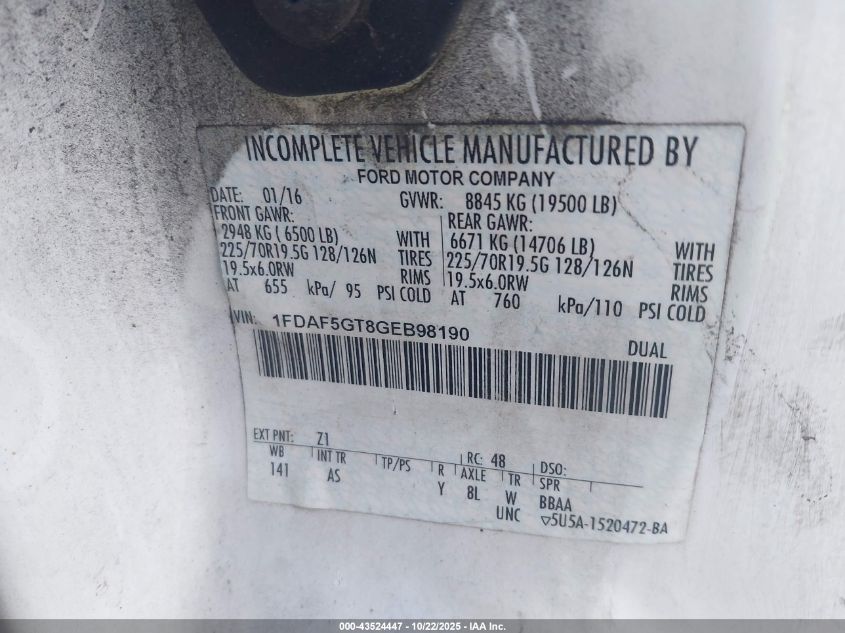 INCOMPLETE VEHICLE MANUFACTURED BY
FORD MOTOR COMPANY
DATE: 01/16 GVWR: 8845 KG (19500 LB)
FRONT GAWR: REAR GAWR:
2948 KG ( 6500 LB) WITH 6671 KG (14706 LB) WITH
225/70R19.5G 128/126N TIRES 225/70R19.5G 128/126N TIRES
19.5x6.0RW RIMS 19.5x6.0RW RIMS
AT 655 kPa/ 95 PSI COLD AT 760 kPa/110 PSI COLD
VIN: 1FDAF5GT8GEB98190 DUAL
EXT PNT: Z1 RC: 48 DSO:
WB INT TR TP/PS R AXLE TR SPR
141 AS Y 8L W BBAA
UNC ▽5U5A-1520472-BA
000-43524447 - 10/22/2025 - IAA Inc.